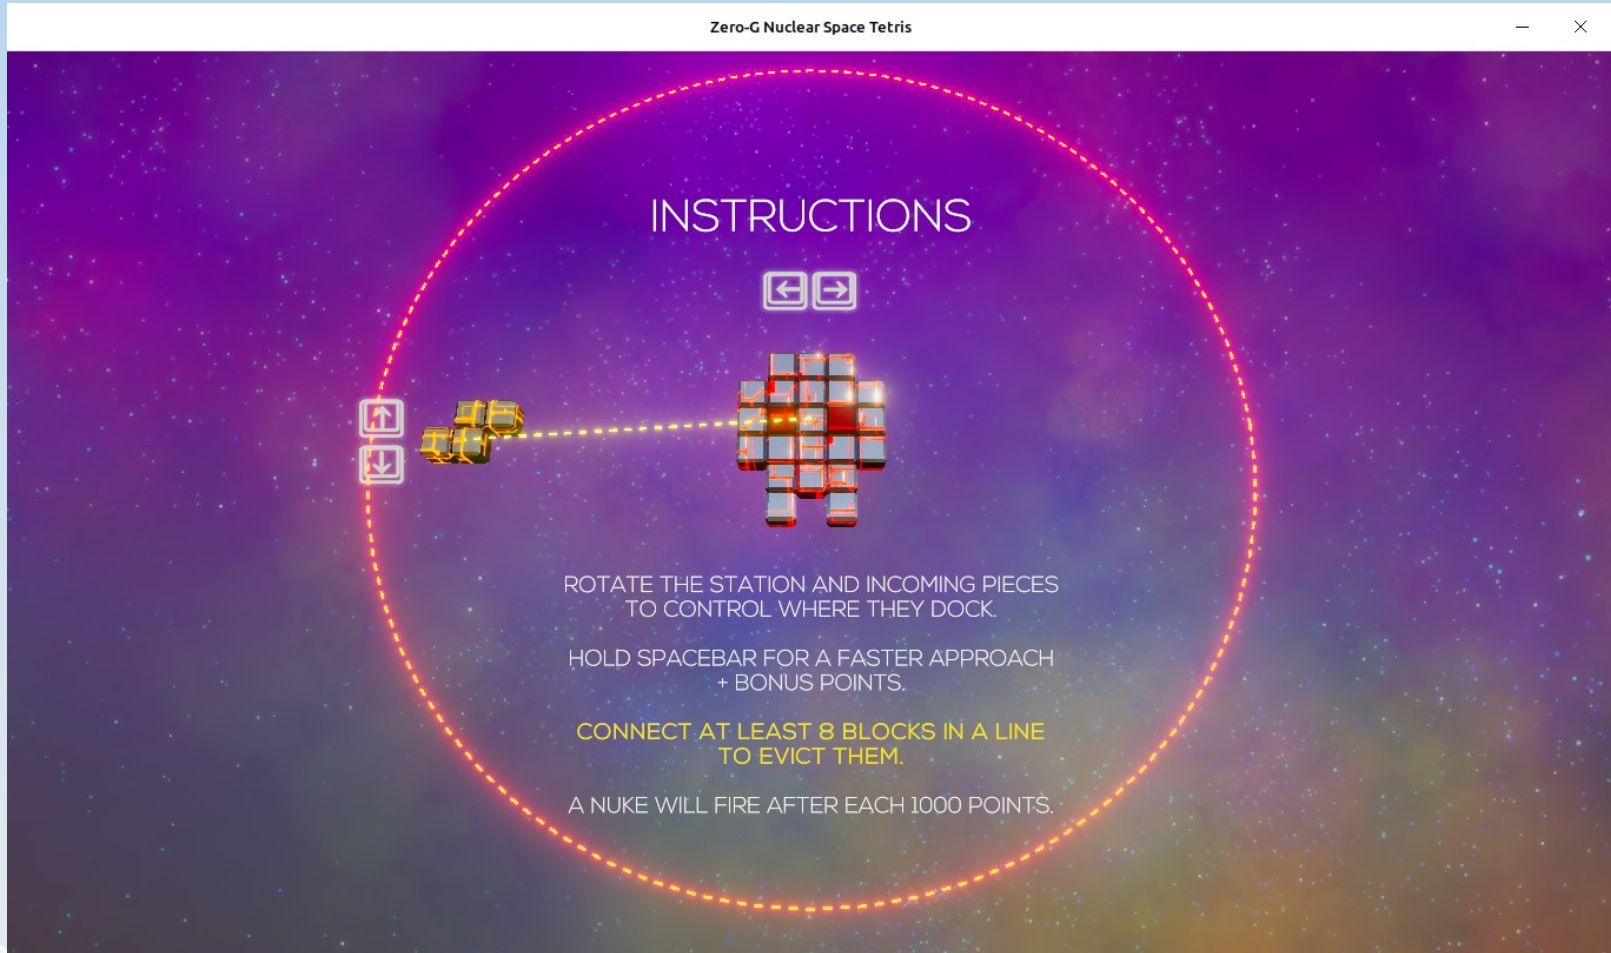 Zero-G Nuclear Space Tetris
INSTRUCTIONS
ROTATE THE STATION AND INCOMING PIECES
TO CONTROL WHERE THEY DOCK.
HOLD SPACEBAR FOR A FASTER APPROACH
+ BONUS POINTS.
CONNECT AT LEAST 8 BLOCKS IN A LINE
TO EVICT THEM.
A NUKE WILL FIRE AFTER EACH 1000 POINTS.